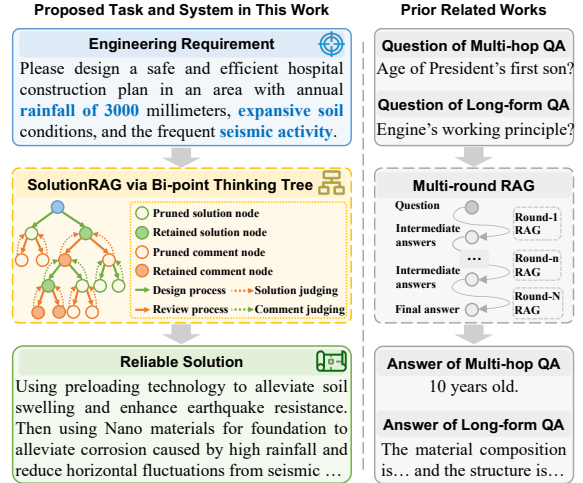 Proposed Task and System in This Work
Engineering Requirement
Please design a safe and efficient hospital
construction plan in an area with annual
rainfall of 3000 millimeters, expansive soil
conditions, and the frequent seismic activity.
SolutionRAG via Bi-point Thinking Tree
Pruned solution node
Retained solution node
Pruned comment node
Retained comment node
Design process
Solution judging
Review process
Comment judging
Reliable Solution
Using preloading technology to alleviate soil
swelling and enhance earthquake resistance.
Then using Nano materials for foundation to
alleviate corrosion caused by high rainfall and
reduce horizontal fluctuations from seismic …
Prior Related Works
Question of Multi-hop QA
Age of President's first son?
Question of Long-form QA
Engine's working principle?
Multi-round RAG
Question
Round-1
RAG
Intermediate
answers
...
Round-n
RAG
Intermediate
answers
Round-N
RAG
Final answer
Answer of Multi-hop QA
10 years old.
Answer of Long-form QA
The material composition
is… and the structure is…